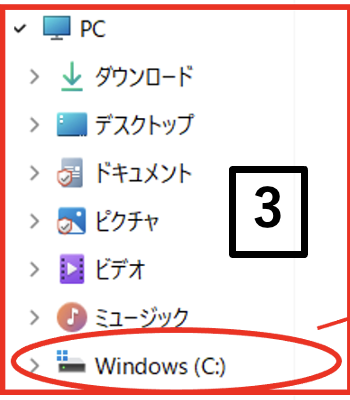 PC
ダウンロード
デスクトップ
ドキュメント
ピクチャ
ビデオ
ミュージック
Windows (C:)
3